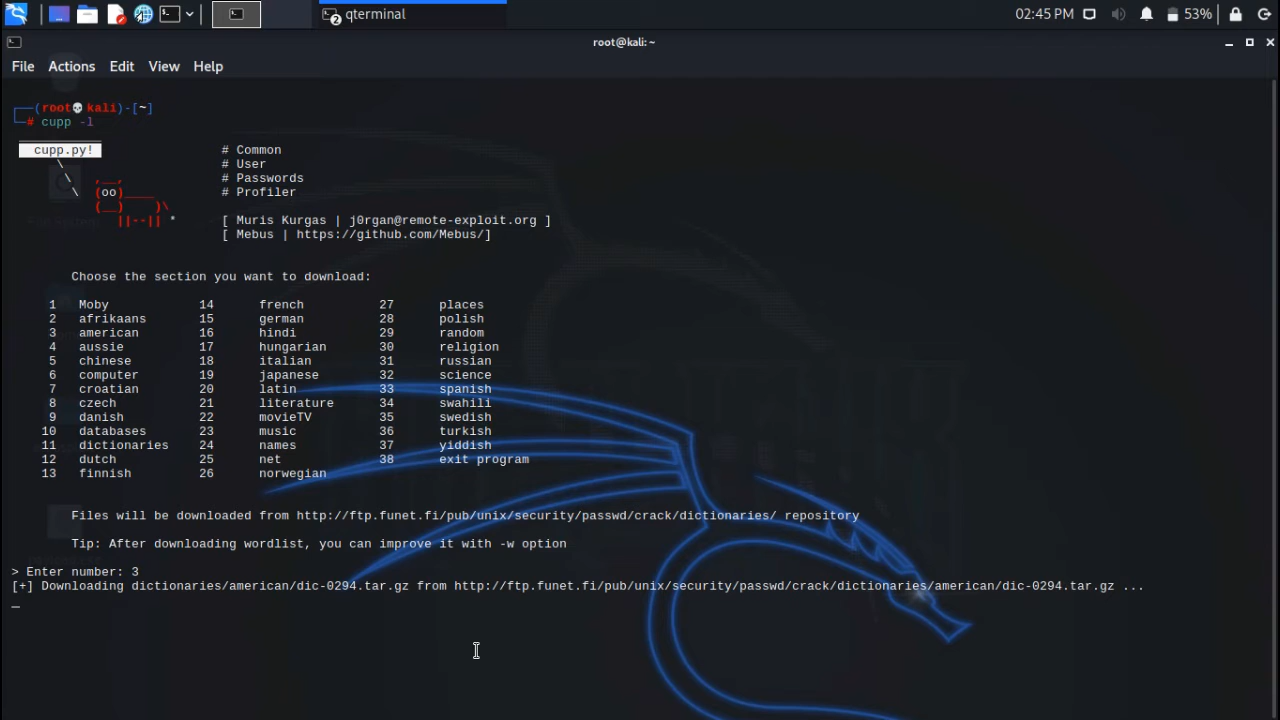 qterminal 02:45 PM 53%
2
root@kali: ~
File Actions Edit View Help
┌──(root💀kali)-[~]
└─# cupp -l
cupp.py! # Common
\ # User
\ ,__, # Passwords
\ (oo)____ # Profiler
(__) )\
||--|| * [ Muris Kurgas | j0rgan@remote-exploit.org ]
[ Mebus | https://github.com/Mebus/]
Choose the section you want to download:
1 Moby 14 french 27 places
2 afrikaans 15 german 28 polish
3 american 16 hindi 29 random
4 aussie 17 hungarian 30 religion
5 chinese 18 italian 31 russian
6 computer 19 japanese 32 science
7 croatian 20 latin 33 spanish
8 czech 21 literature 34 swahili
9 danish 22 movieTV 35 swedish
10 databases 23 music 36 turkish
11 dictionaries 24 names 37 yiddish
12 dutch 25 net 38 exit program
13 finnish 26 norwegian
Files will be downloaded from http://ftp.funet.fi/pub/unix/security/passwd/crack/dictionaries/ repository
Tip: After downloading wordlist, you can improve it with -w option
> Enter number: 3
[+] Downloading dictionaries/american/dic-0294.tar.gz from http://ftp.funet.fi/pub/unix/security/passwd/crack/dictionaries/american/dic-0294.tar.gz ...